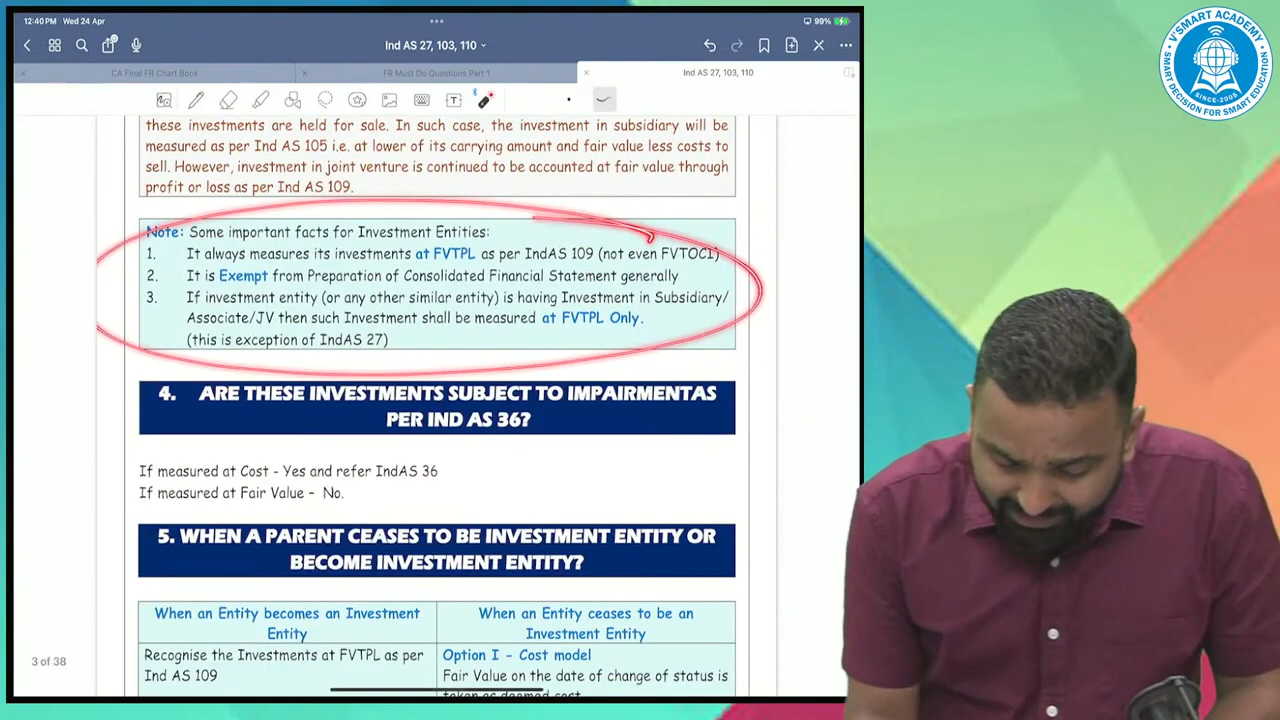 12:40 PM Wed 24 Apr
99%
Ind AS 27, 103, 110
CA Final FR Chart Book
FR Must Do Questions Part 1
Ind AS 27, 103, 110
these investments are held for sale. In such case, the investment in subsidiary will be
measured as per Ind AS 105 i.e. at lower of its carrying amount and fair value less costs to
sell. However, investment in joint venture is continued to be accounted at fair value through
profit or loss as per Ind AS 109.
Note: Some important facts for Investment Entities:
1. It always measures its investments at FVTPL as per IndAS 109 (not even FVTOCI)
2. It is Exempt from Preparation of Consolidated Financial Statement generally
3. If investment entity (or any other similar entity) is having Investment in Subsidiary/
Associate/JV then such Investment shall be measured at FVTPL Only.
(this is exception of IndAS 27)
4. ARE THESE INVESTMENTS SUBJECT TO IMPAIRMENTAS
PER IND AS 36?
If measured at Cost - Yes and refer IndAS 36
If measured at Fair Value - No.
5. WHEN A PARENT CEASES TO BE INVESTMENT ENTITY OR
BECOME INVESTMENT ENTITY?
When an Entity becomes an Investment
Entity
When an Entity ceases to be an
Investment Entity
Recognise the Investments at FVTPL as per
Ind AS 109
Option I - Cost model
Fair Value on the date of change of status is
taken as deemed cost
3 of 38
V'SMART ACADEMY
SINCE-2005
SMART DECISION FOR SMART EDUCATION